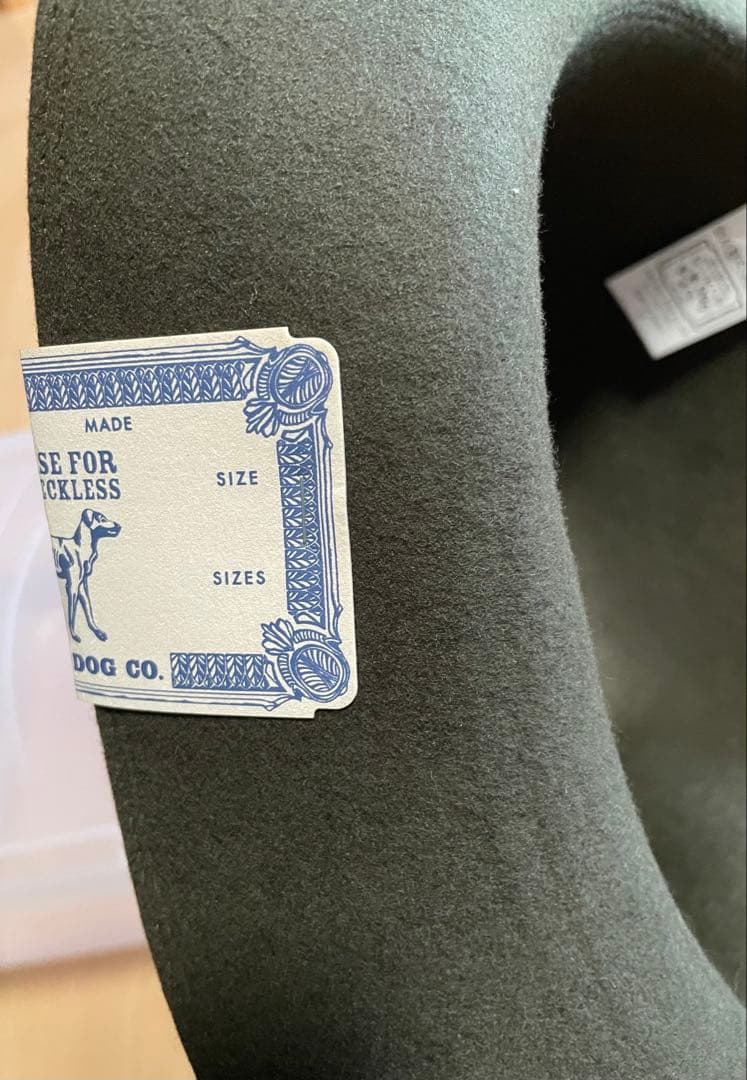 MADE
SE FOR
ECKLESS
SIZE
SIZES
DOG CO.